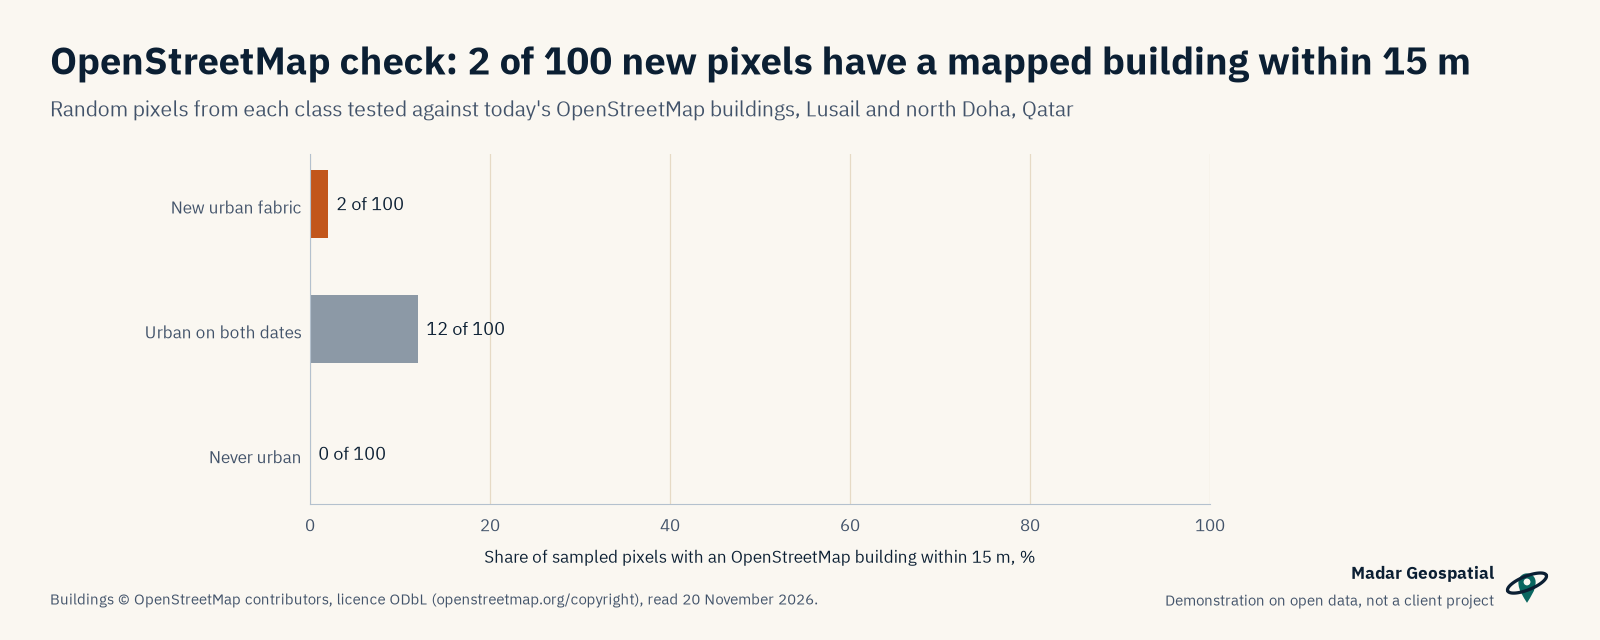 OpenStreetMap check: 2 of 100 new pixels have a mapped building within 15 m
Random pixels from each class tested against today's OpenStreetMap buildings, Lusail and north Doha, Qatar
New urban fabric
2 of 100
Urban on both dates
12 of 100
Never urban
0 of 100
0 20 40 60 80 100
Share of sampled pixels with an OpenStreetMap building within 15 m, %
Madar Geospatial
Buildings © OpenStreetMap contributors, licence ODbL (openstreetmap.org/copyright), read 20 November 2026.
Demonstration on open data, not a client project